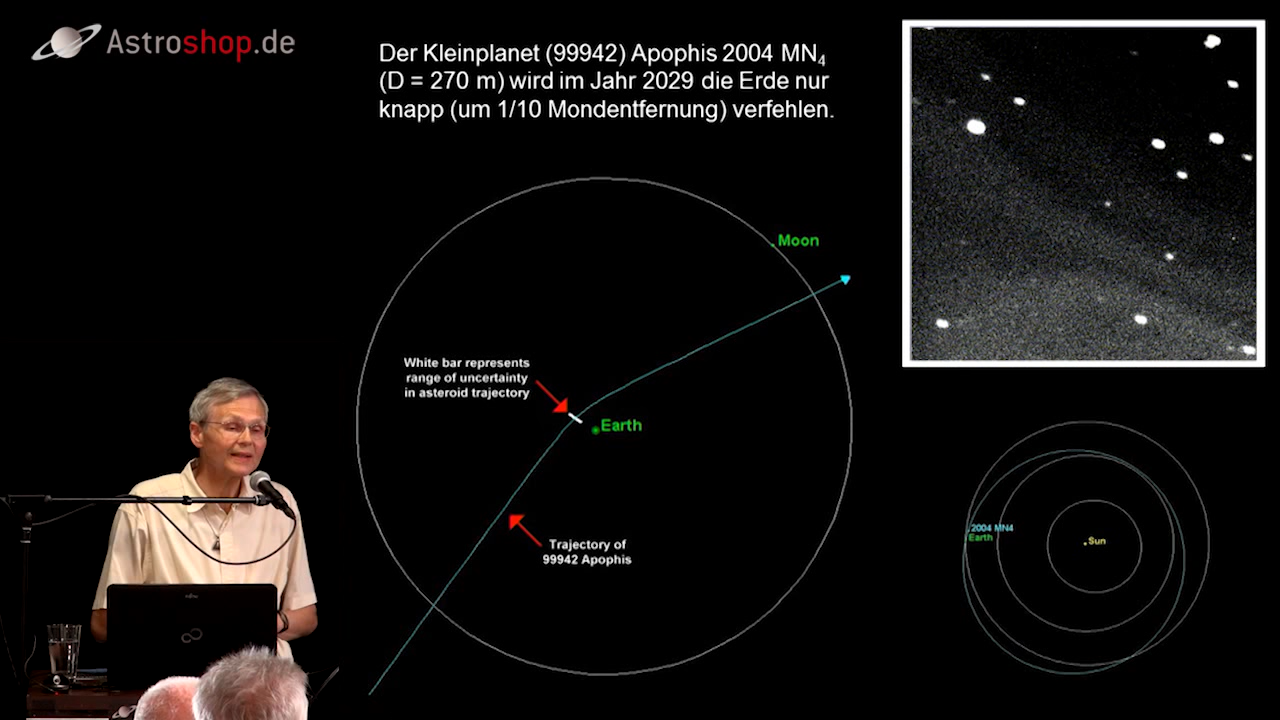 Astroshop.de
Der Kleinplanet (99942) Apophis 2004 MN₄
(D = 270 m) wird im Jahr 2029 die Erde nur
knapp (um 1/10 Mondentfernung) verfehlen.
Moon
White bar represents
range of uncertainty
in asteroid trajectory
Earth
Trajectory of
99942 Apophis
2004 MN4
Earth
Sun